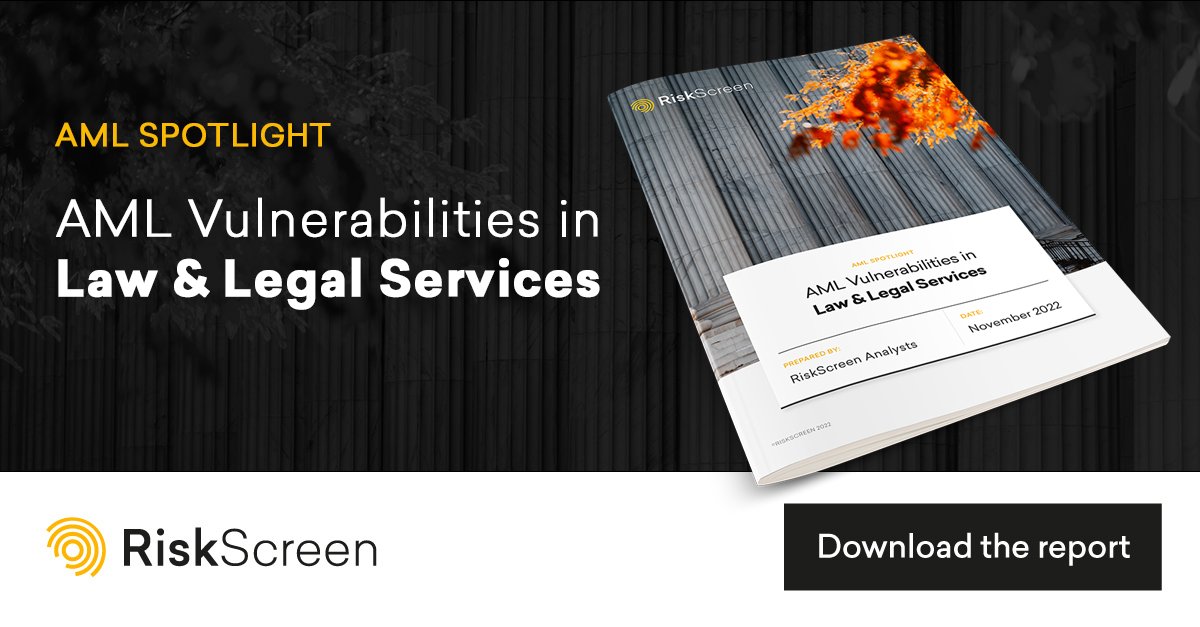 AML SPOTLIGHT
AML Vulnerabilities in
Law & Legal Services
RiskScreen
AML SPOTLIGHT
AML Vulnerabilities in
Law & Legal Services
PREPARED BY:
RiskScreen Analysts
DATE:
November 2022
©RISKSCREEN 2022
RiskScreen
Download the report